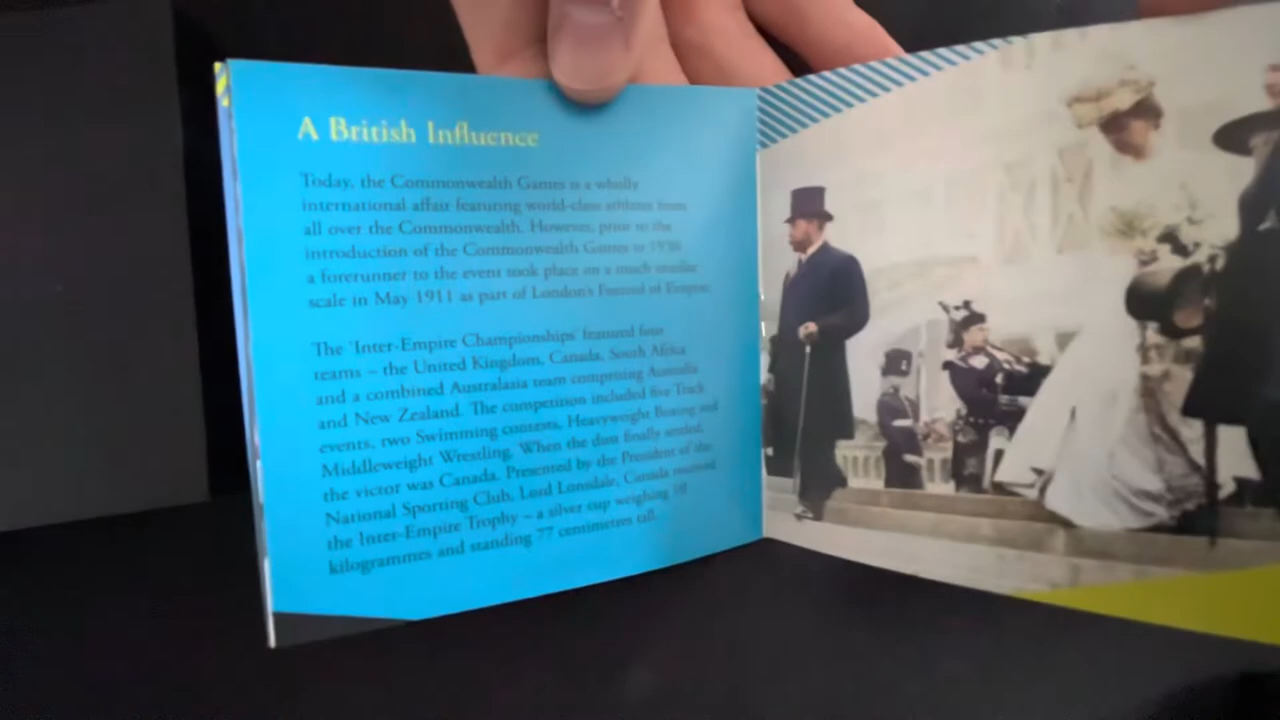 A British Influence
Today, the Commonwealth Games is a wholly
international affair featuring world-class athletes from
all over the Commonwealth. However, prior to the
introduction of the Commonwealth Games in 1930
a forerunner to the event took place on a much smaller
scale in May 1911 as part of London's Festival of Empire.
The 'Inter-Empire Championships' featured four
teams – the United Kingdom, Canada, South Africa
and a combined Australasia team comprising Australia
and New Zealand. The competition included five Track
events, two Swimming contests, Heavyweight Boxing and
Middleweight Wrestling. When the dust finally settled,
the victor was Canada. Presented by the President of the
National Sporting Club, Lord Lonsdale, Canada received
the Inter-Empire Trophy – a silver cup weighing
kilogrammes and standing 77 centimetres tall.